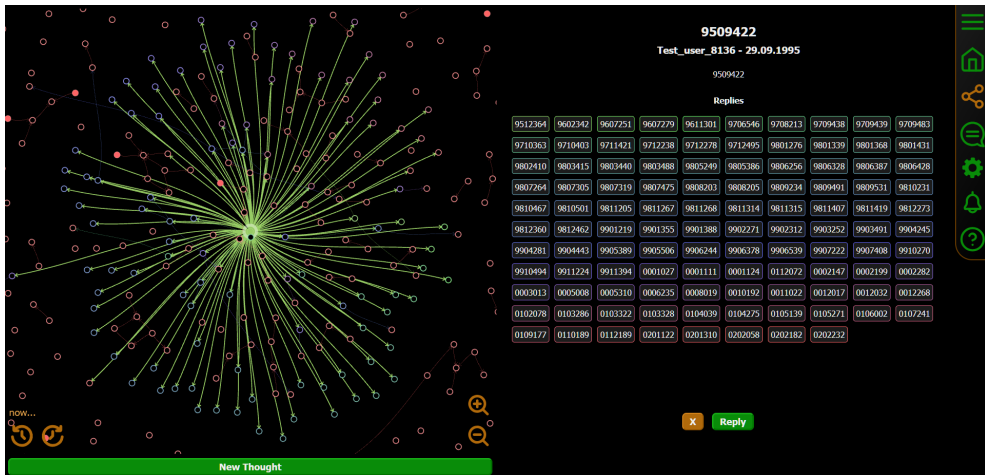 9509422
Test_user_8136 - 29.09.1995
9509422
Replies
9512364 9602342 9607251 9607279 9611301 9706546 9708213 9709438 9709439 9709483
9710363 9710403 9711421 9712238 9712278 9712495 9801276 9801339 9801368 9801431
9802410 9803415 9803440 9803488 9805249 9805386 9806256 9806328 9806387 9806428
9807264 9807305 9807319 9807475 9808203 9808205 9809234 9809491 9809531 9810231
9810467 9810501 9811205 9811267 9811268 9811314 9811315 9811407 9811419 9812273
9812360 9812462 9901219 9901355 9901388 9902271 9902312 9903252 9903491 9904245
9904281 9904443 9905389 9905506 9906244 9906378 9906539 9907222 9907408 9910270
9910494 9911224 9911394 0001027 0001111 0001124 0112072 0002147 0002199 0002282
0003013 0005008 0005310 0006235 0008019 0010192 0011022 0012017 0012032 0012268
0102078 0103286 0103322 0103328 0104039 0104275 0105139 0105271 0106002 0107241
0109177 0110189 0112189 0201122 0201310 0202058 0202182 0202232
X Reply
now...
New Thought